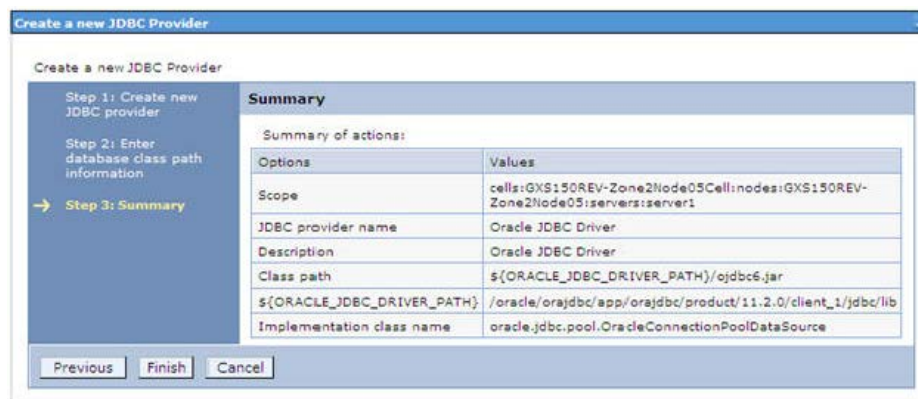 Create a new JDBC Provider
Create a new JDBC Provider
Step 1: Create new
JDBC provider
Step 2: Enter
database class path
information
Step 3: Summary
Summary
Summary of actions:
Options Values
Scope cells:GXS150REV-Zone2Node05Cell:nodes:GXS150REV-
Zone2Node05:servers:server1
JDBC provider name Oracle JDBC Driver
Description Oracle JDBC Driver
Class path ${ORACLE_JDBC_DRIVER_PATH}/ojdbc6.jar
${ORACLE_JDBC_DRIVER_PATH} /oracle/orajdbc/app/orajdbc/product/11.2.0/client_1/jdbc/lib
Implementation class name oracle.jdbc.pool.OracleConnectionPoolDataSource
Previous Finish Cancel